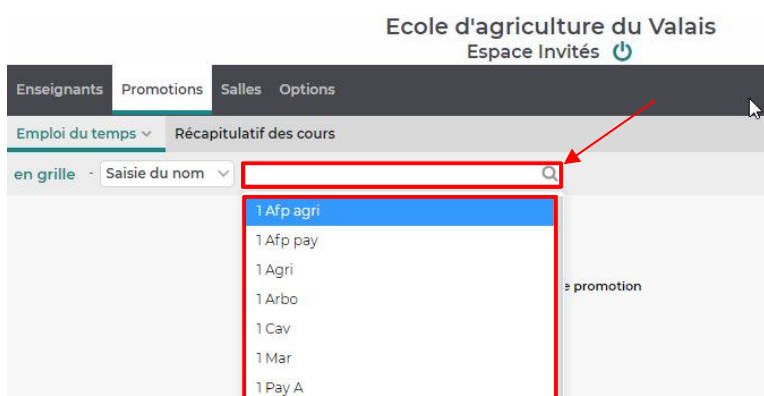 Ecole d'agriculture du Valais
Espace Invités
Enseignants Promotions Salles Options
Emploi du temps Récapitulatif des cours
en grille - Saisie du nom
1 Afp agri
1 Afp pay
1 Agri
e promotion
1 Arbo
1 Cav
1 Mar
1 Pay A